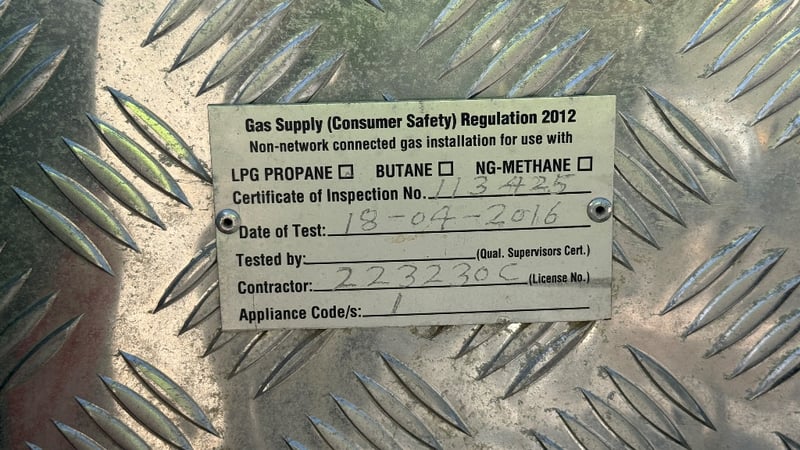 Gas Supply (Consumer Safety) Regulation 2012
Non-network connected gas installation for use with
LPG PROPANE □ BUTANE □ NG-METHANE □
Certificate of Inspection No. 113425
Date of Test: 18-04-2016
Tested by: (Qual. Supervisors Cert.)
Contractor: 223230C (License No.)
Appliance Code/s: 1